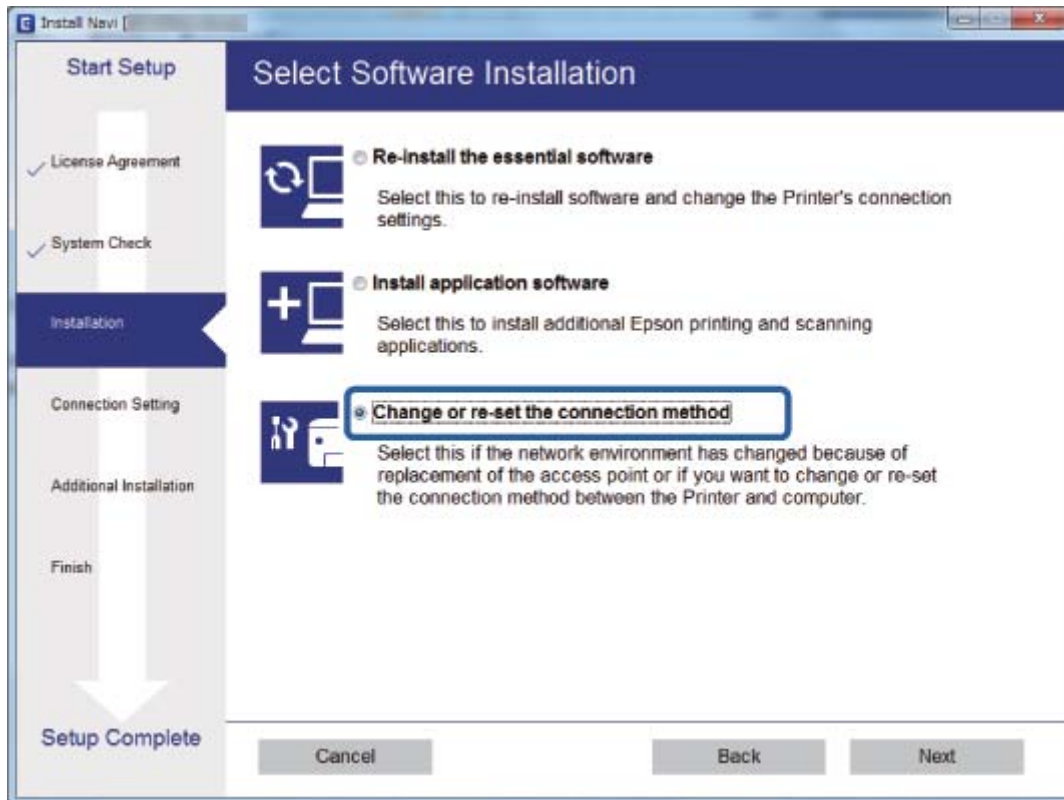 Install Navi [
Start Setup
Select Software Installation
License Agreement
Re-install the essential software
Select this to re-install software and change the Printer's connection
settings.
System Check
Install application software
Select this to install additional Epson printing and scanning
applications.
Installation
Connection Setting
Change or re-set the connection method
Select this if the network environment has changed because of
replacement of the access point or if you want to change or re-set
the connection method between the Printer and computer.
Additional Installation
Finish
Setup Complete
Cancel
Back
Next